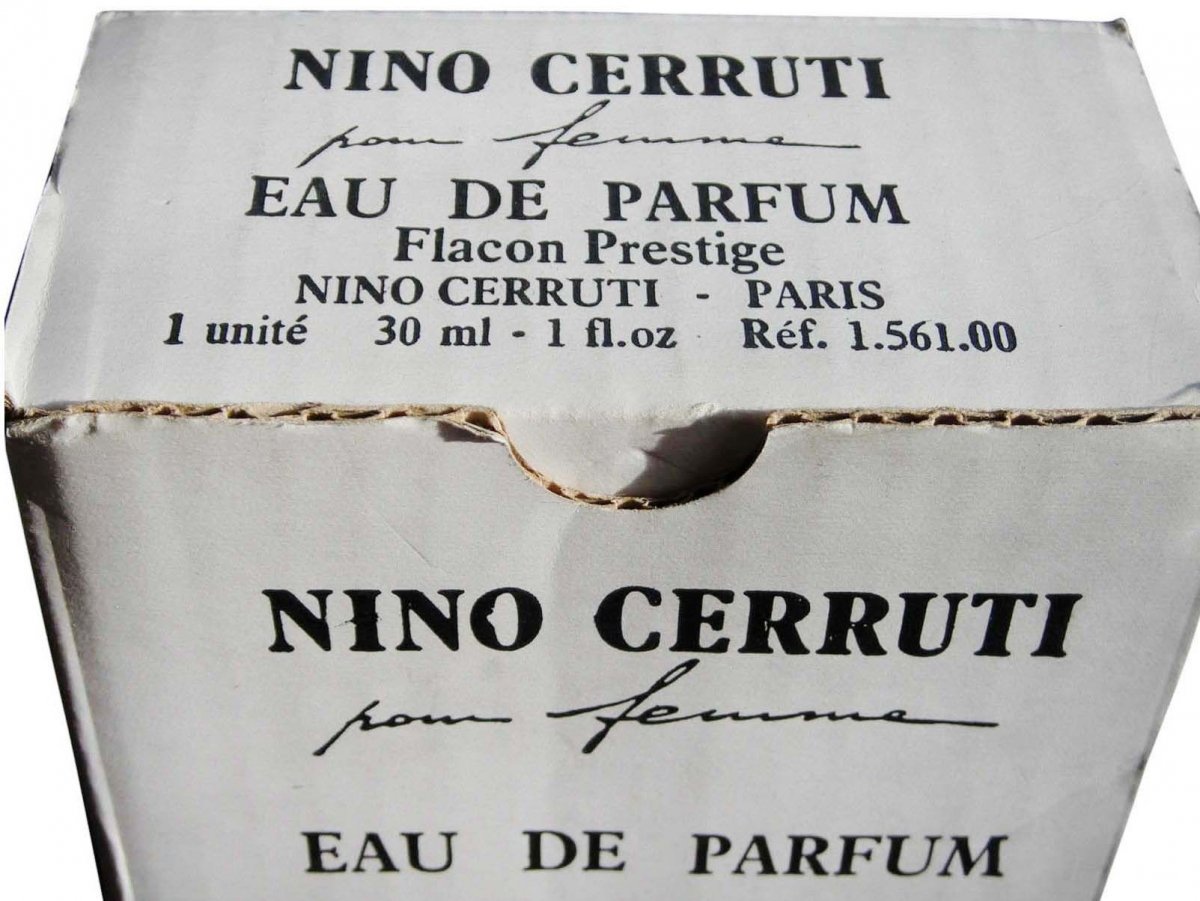 NINO CERRUTI
pour femme
EAU DE PARFUM
Flacon Prestige
NINO CERRUTI - PARIS
1 unité 30 ml - 1 fl.oz Réf. 1.561.00
NINO CERRUTI
pour femme
EAU DE PARFUM